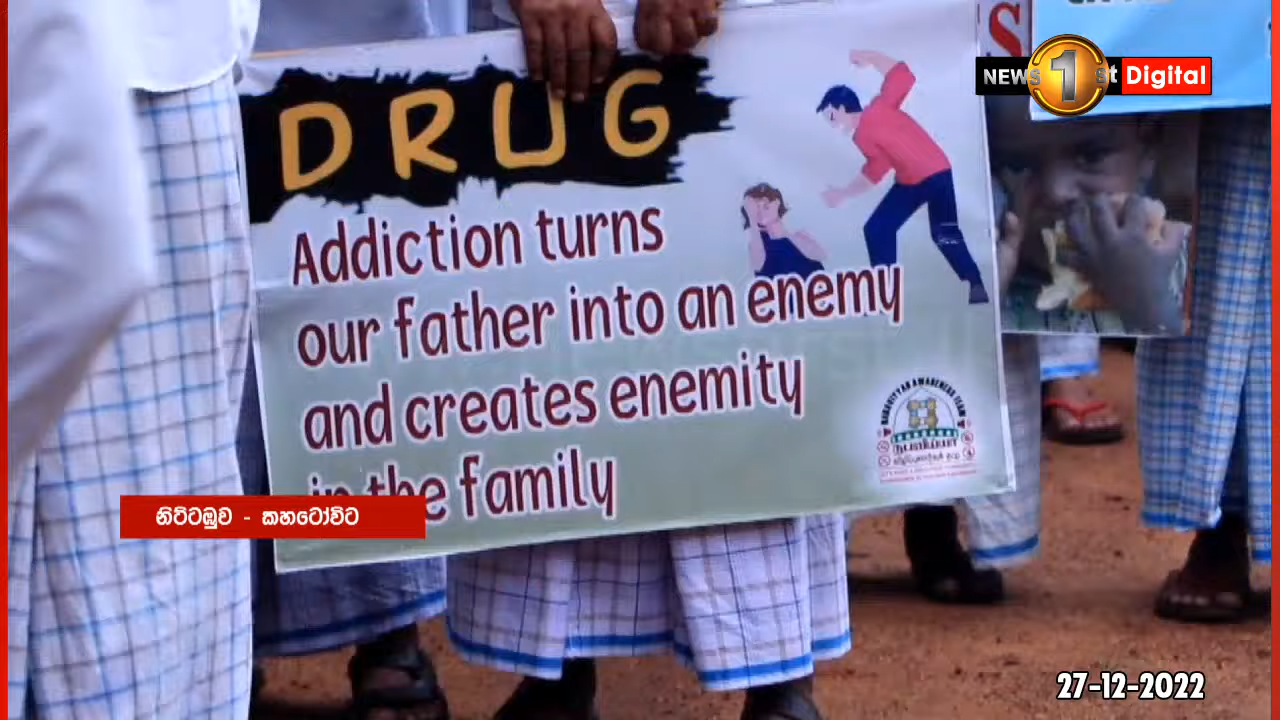 S
NEWS 1st Digital
DRUG
Addiction turns
our father into an enemy
and creates enemity
in the family
නිට්ටඹුව - කහටෝවිට
27-12-2022